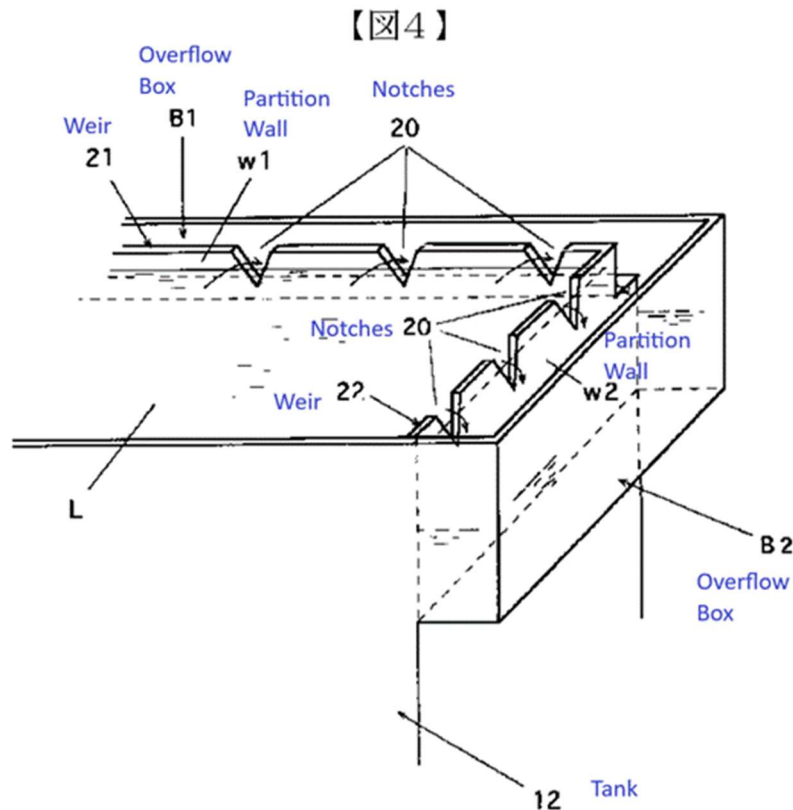 【図4】
Overflow
Box
B1
Weir
21
Partition
Wall
w1
Notches
20
Notches 20
Partition
Wall
w2
Weir 22
L
B2
Overflow
Box
12 Tank